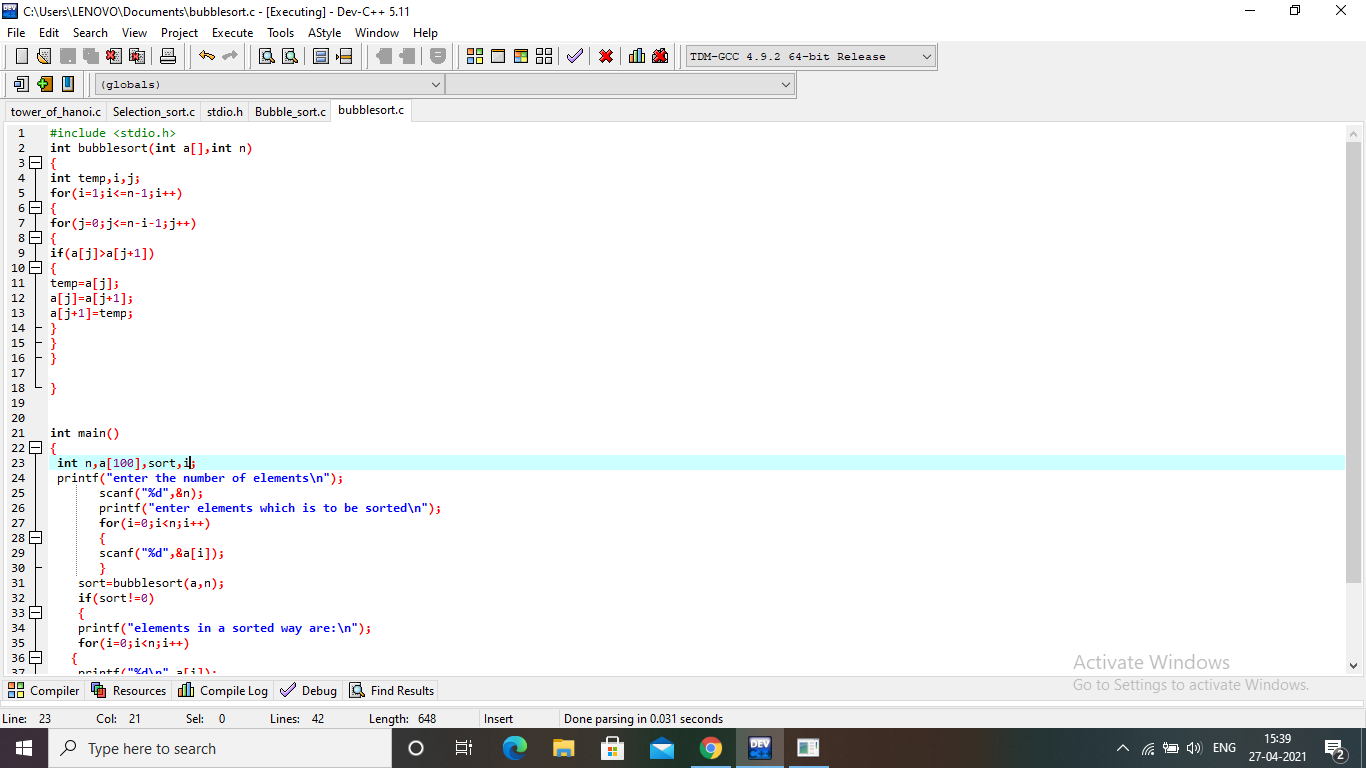 C:\Users\LENOVO\Documents\bubblesort.c - [Executing] - Dev-C++ 5.11
File Edit Search View Project Execute Tools AStyle Window Help
TDM-GCC 4.9.2 64-bit Release
(globals)
tower_of_hanoi.c Selection_sort.c stdio.h Bubble_sort.c bubblesort.c
1 #include <stdio.h>
2 int bubblesort(int a[],int n)
3 {
4 int temp,i,j;
5 for(i=1;i<=n-1;i++)
6 {
7 for(j=0;j<=n-i-1;j++)
8 {
9 if(a[j]>a[j+1])
10 {
11 temp=a[j];
12 a[j]=a[j+1];
13 a[j+1]=temp;
14 }
15 }
16 }
17
18 }
19
20
21 int main()
22 {
23 int n,a[100],sort,i;
24 printf("enter the number of elements\n");
25 scanf("%d",&n);
26 printf("enter elements which is to be sorted\n");
27 for(i=0;i<n;i++)
28 {
29 scanf("%d",&a[i]);
30 }
31 sort=bubblesort(a,n);
32 if(sort!=0)
33 {
34 printf("elements in a sorted way are:\n");
35 for(i=0;i<n;i++)
36 {
37 printf("%d\n",a[i]);
Activate Windows
Go to Settings to activate Windows.
Compiler Resources Compile Log Debug Find Results
Line: 23 Col: 21 Sel: 0 Lines: 42 Length: 648 Insert Done parsing in 0.031 seconds
Type here to search
DEV
ENG
15:39
27-04-2021
2